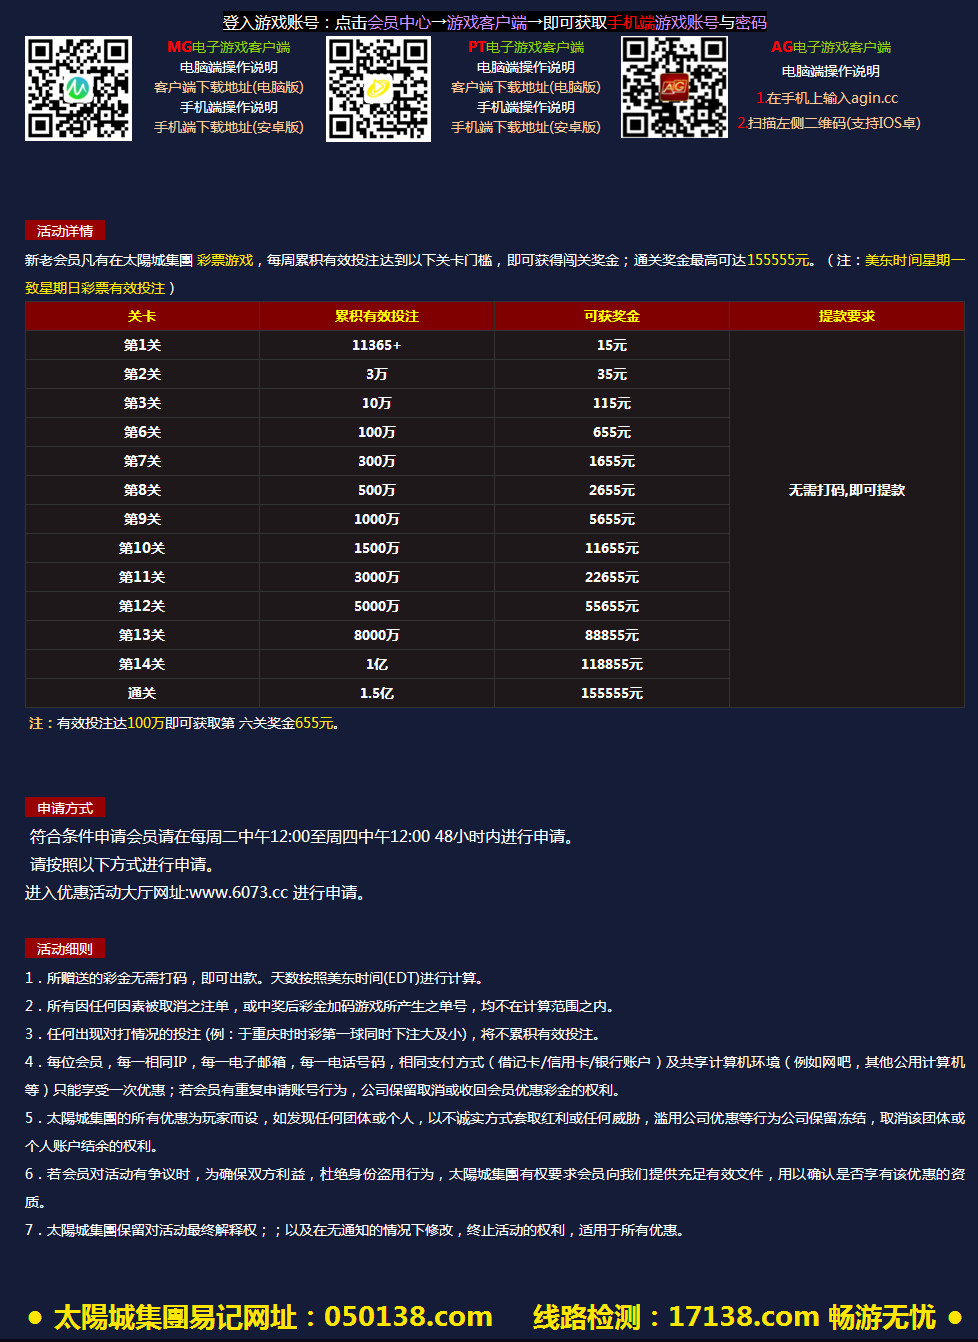 登入游戏账号：点击会员中心→游戏客户端→即可获取手机端游戏账号与密码
MG电子游戏客户端
电脑端操作说明
客户端下载地址(电脑版)
手机端操作说明
手机端下载地址(安卓版)
PT电子游戏客户端
电脑端操作说明
客户端下载地址(电脑版)
手机端操作说明
手机端下载地址(安卓版)
AG
AG电子游戏客户端
电脑端操作说明
1.在手机上输入agin.cc
2.扫描左侧二维码(支持IOS卓)
活动详情
新老会员凡有在太陽城集團 彩票游戏，每周累积有效投注达到以下关卡门槛，即可获得闯关奖金；通关奖金最高可达155555元。（注：美东时间星期一
致星期日彩票有效投注）
关卡 累积有效投注 可获奖金 提款要求
第1关 11365+ 15元
第2关 3万 35元
第3关 10万 115元
第6关 100万 655元
第7关 300万 1655元
第8关 500万 2655元 无需打码,即可提款
第9关 1000万 5655元
第10关 1500万 11655元
第11关 3000万 22655元
第12关 5000万 55655元
第13关 8000万 88855元
第14关 1亿 118855元
通关 1.5亿 155555元
注：有效投注达100万即可获取第 六关奖金655元。
申请方式
符合条件申请会员请在每周二中午12:00至周四中午12:00 48小时内进行申请。
请按照以下方式进行申请。
进入优惠活动大厅网址:www.6073.cc 进行申请。
活动细则
1．所赠送的彩金无需打码，即可出款。天数按照美东时间(EDT)进行计算。
2．所有因任何因素被取消之注单，或中奖后彩金加码游戏所产生之单号，均不在计算范围之内。
3．任何出现对打情况的投注 (例：于重庆时时彩第一球同时下注大及小)，将不累积有效投注。
4．每位会员，每一相同IP，每一电子邮箱，每一电话号码，相同支付方式（借记卡/信用卡/银行账户）及共享计算机环境（例如网吧，其他公用计算机
等）只能享受一次优惠；若会员有重复申请账号行为，公司保留取消或收回会员优惠彩金的权利。
5．太陽城集團的所有优惠为玩家而设，如发现任何团体或个人，以不诚实方式套取红利或任何威胁，滥用公司优惠等行为公司保留冻结，取消该团体或
个人账户结余的权利。
6．若会员对活动有争议时，为确保双方利益，杜绝身份盗用行为，太陽城集團有权要求会员向我们提供充足有效文件，用以确认是否享有该优惠的资
质。
7．太陽城集團保留对活动最终解释权；；以及在无通知的情况下修改，终止活动的权利，适用于所有优惠。
● 太陽城集團易记网址：050138.com 线路检测：17138.com 畅游无忧 ●